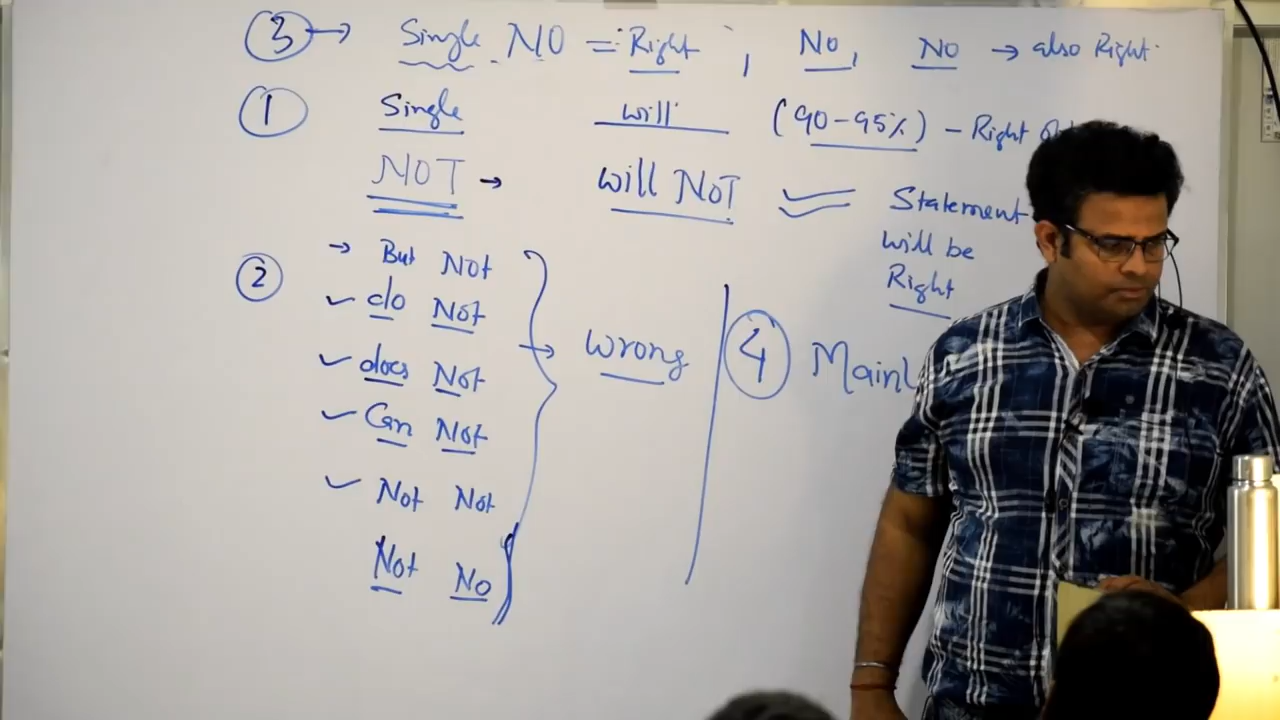 3 → Single NO = Right, No, No → also Right
1 Single will (90-95%) - Right
NOT → will NOT Statement will be Right
2 → But Not
✓ do Not
✓ does Not → wrong
✓ Can Not
✓ Not Not
Not No
4 Mainl